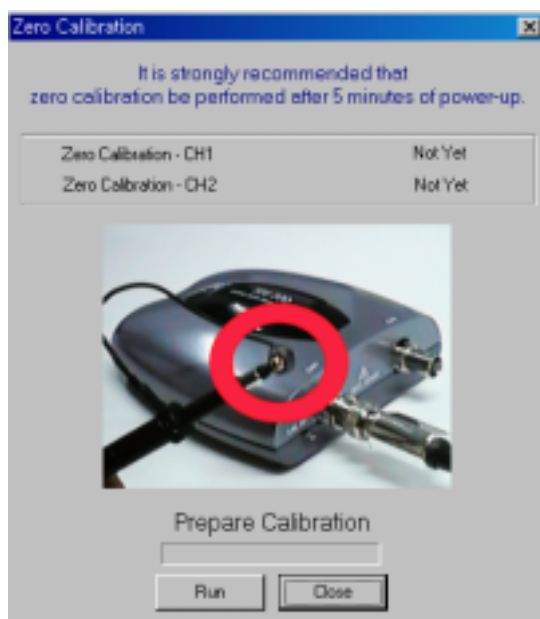 Zero Calibration
It is strongly recommended that
zero calibration be performed after 5 minutes of power-up.
Zero Calibration - CH1 Not Yet
Zero Calibration - CH2 Not Yet
Prepare Calibration
Run Close